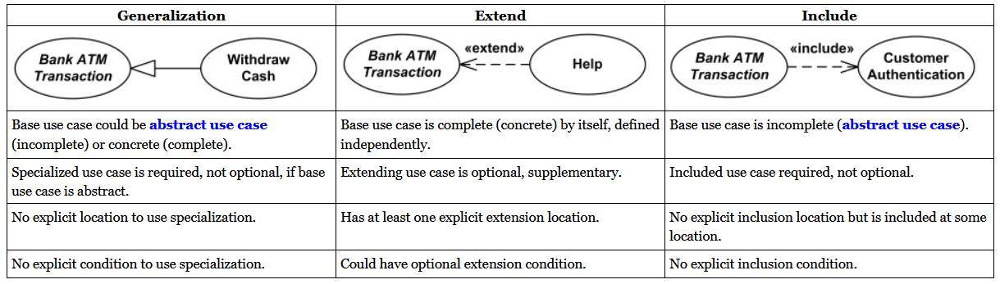 Generalization
Extend
Include
Bank ATM
Transaction
Withdraw
Cash
Bank ATM
Transaction
«extend»
Help
Bank ATM
Transaction
«include»
Customer
Authentication
Base use case could be abstract use case
(incomplete) or concrete (complete).
Base use case is complete (concrete) by itself, defined
independently.
Base use case is incomplete (abstract use case).
Specialized use case is required, not optional, if base
use case is abstract.
Extending use case is optional, supplementary.
Included use case required, not optional.
No explicit location to use specialization.
Has at least one explicit extension location.
No explicit inclusion location but is included at some
location.
No explicit condition to use specialization.
Could have optional extension condition.
No explicit inclusion condition.